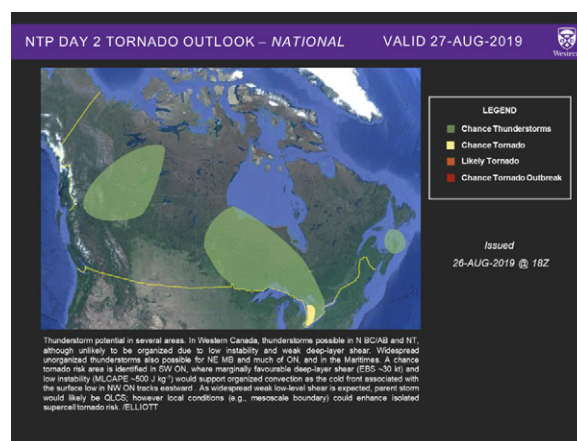 NTP DAY 2 TORNADO OUTLOOK – NATIONAL VALID 27-AUG-2019
Western
LEGEND
Chance Thunderstorms
Chance Tornado
Likely Tornado
Chance Tornado Outbreak
Issued
26-AUG-2019 @ 18Z
Thunderstorm potential in several areas. In Western Canada, thunderstorms possible in N BC/AB and NT,
although unlikely to be organized due to low instability and weak deep-layer shear. Widespread
unorganized thunderstorms also possible for NE MB and much of ON, and in the Maritimes. A chance
tornado risk area is identified in SW ON, where marginally favourable deep-layer shear (EBS ~30 kt) and
low instability (MLCAPE ~500 J kg⁻¹) would support organized convection as the cold front associated with
the surface low in NW ON tracks eastward . As widespread weak low-level shear is expected, parent storm
would likely be QLCS; however local conditions (e.g., mesoscale boundary) could enhance isolated
supercell tornado risk. /ELLIOTT